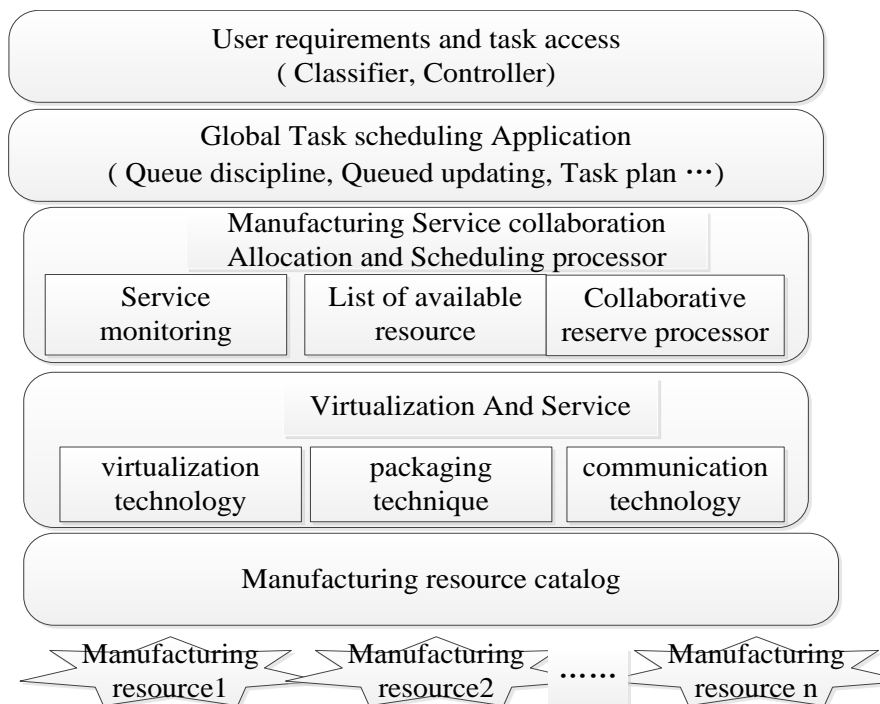 User requirements and task access
( Classifier, Controller)
Global Task scheduling Application
( Queue discipline, Queued updating, Task plan ···)
Manufacturing Service collaboration
Allocation and Scheduling processor
Service
monitoring
List of available
resource
Collaborative
reserve processor
Virtualization And Service
virtualization
technology
packaging
technique
communication
technology
Manufacturing resource catalog
Manufacturing
resource1
Manufacturing
resource2
······
Manufacturing
resource n